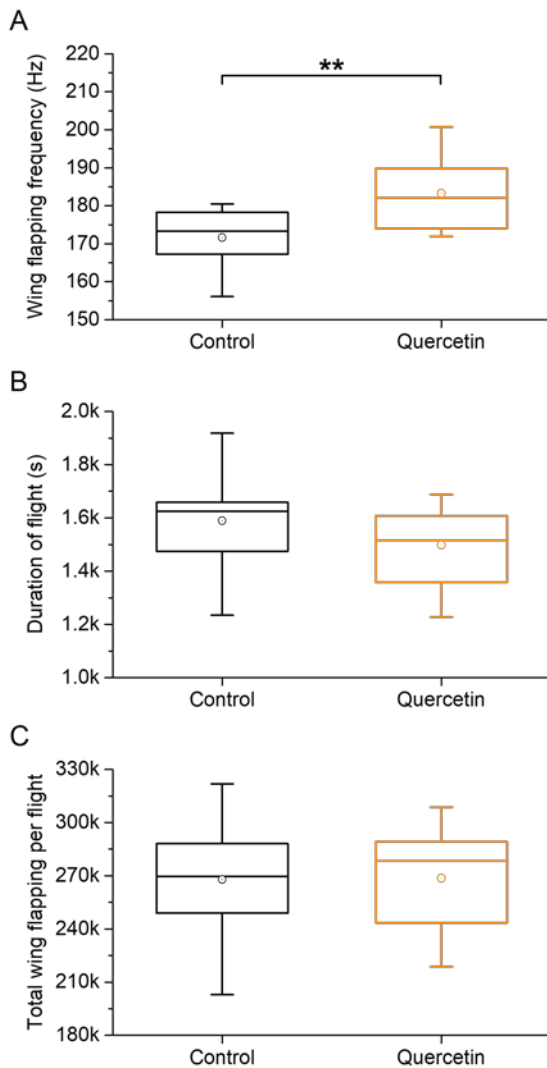 A
Wing flapping frequency (Hz)
220
210
200
190
180
170
160
150
**
Control
Quercetin
B
Duration of flight (s)
2.0k
1.8k
1.6k
1.4k
1.2k
1.0k
Control
Quercetin
C
Total wing flapping per flight
330k
300k
270k
240k
210k
180k
Control
Quercetin